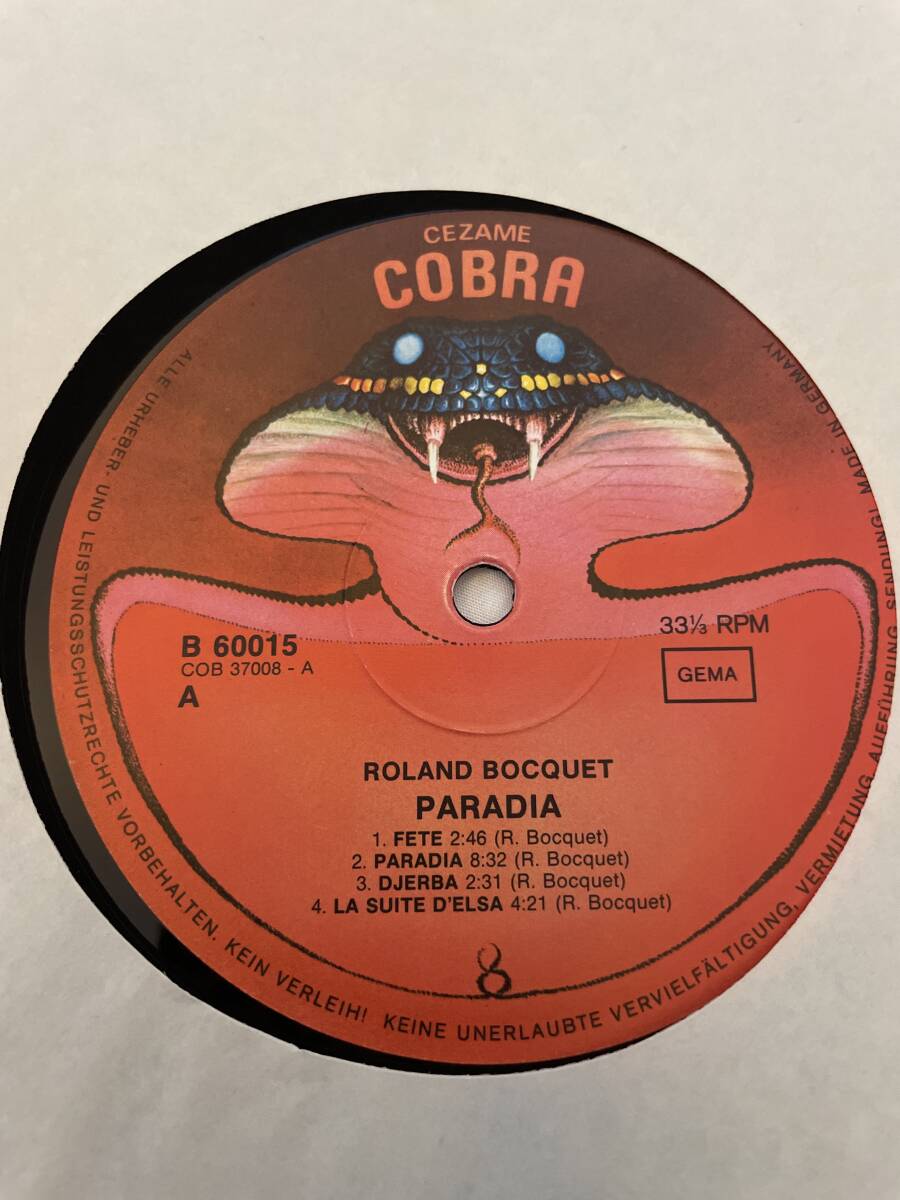 CEZAME
COBRA
B 60015
COB 37008 - A
A
33⅓ RPM
GEMA
ROLAND BOCQUET
PARADIA
1. FETE 2:46 (R. Bocquet)
2. PARADIA 8:32 (R. Bocquet)
3. DJERBA 2:31 (R. Bocquet)
4. LA SUITE D'ELSA 4:21 (R. Bocquet)
ALLE URHEBER- UND LEISTUNGSSCHUTZRECHTE VORBEHALTEN. KEIN VERLEIH! KEINE UNERLAUBTE VERVIELFÄLTIGUNG, VERMIETUNG, AUFFÜHRUNG, SENDUNG! MADE IN GERMANY